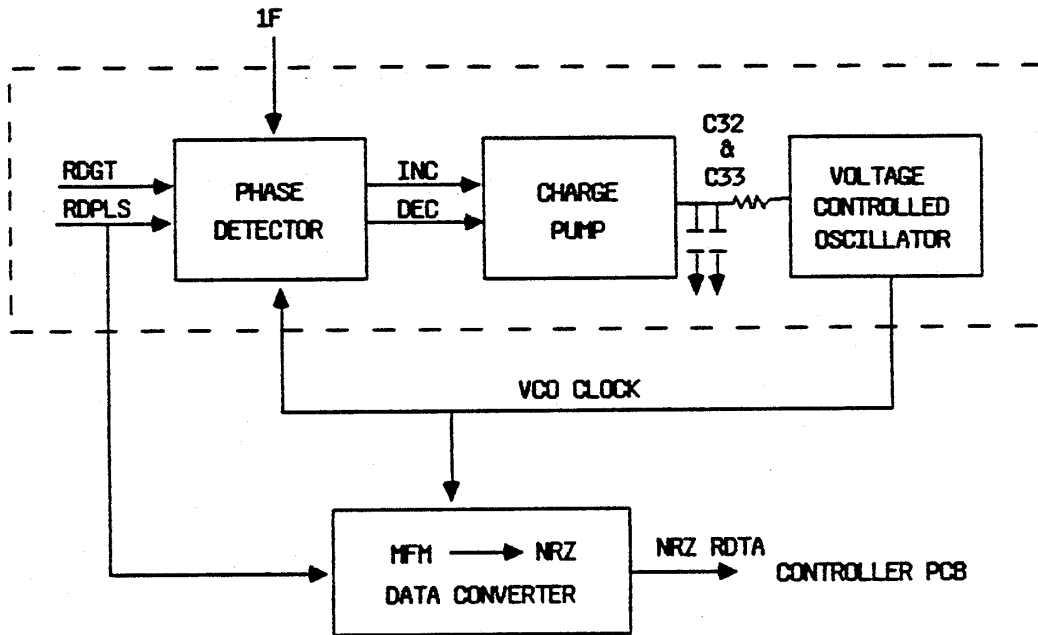 1F
C32
&
C33
RDGT
RDPLS
PHASE
DETECTOR
INC
DEC
CHARGE
PUMP
VOLTAGE
CONTROLLED
OSCILLATOR
VCO CLOCK
MFM NRZ
DATA CONVERTER
NRZ RDTA
CONTROLLER PCB